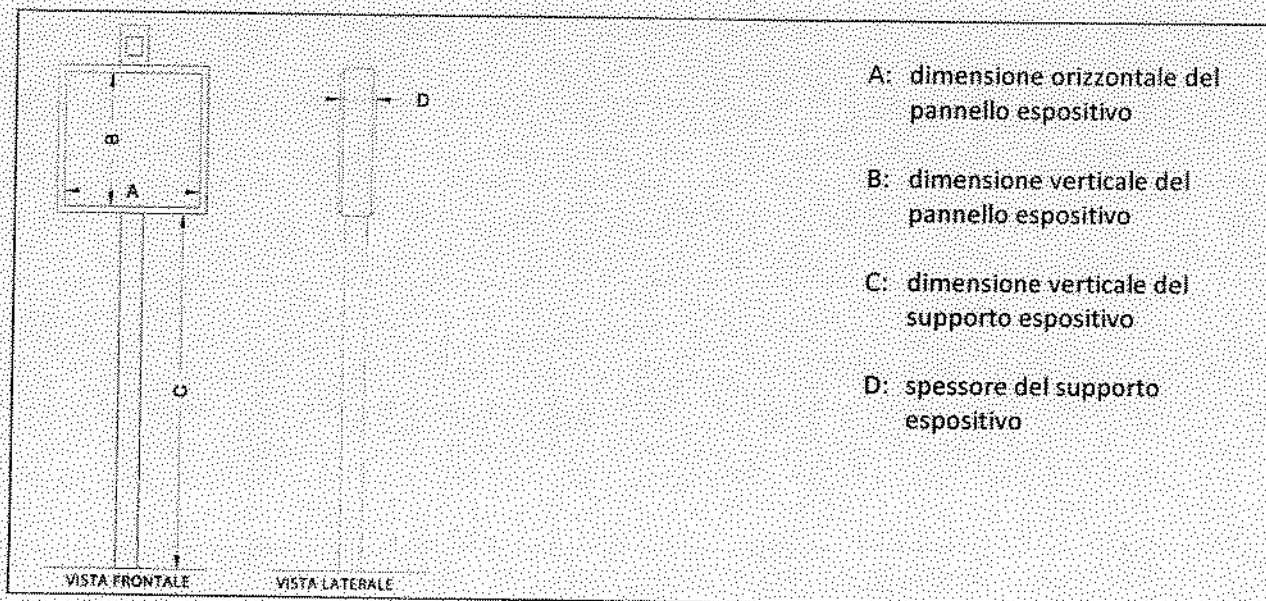 B
A
C
VISTA FRONTALE
D
VISTA LATERALE
A: dimensione orizzontale del
pannello espositivo
B: dimensione verticale del
pannello espositivo
C: dimensione verticale del
supporto espositivo
D: spessore del supporto
espositivo